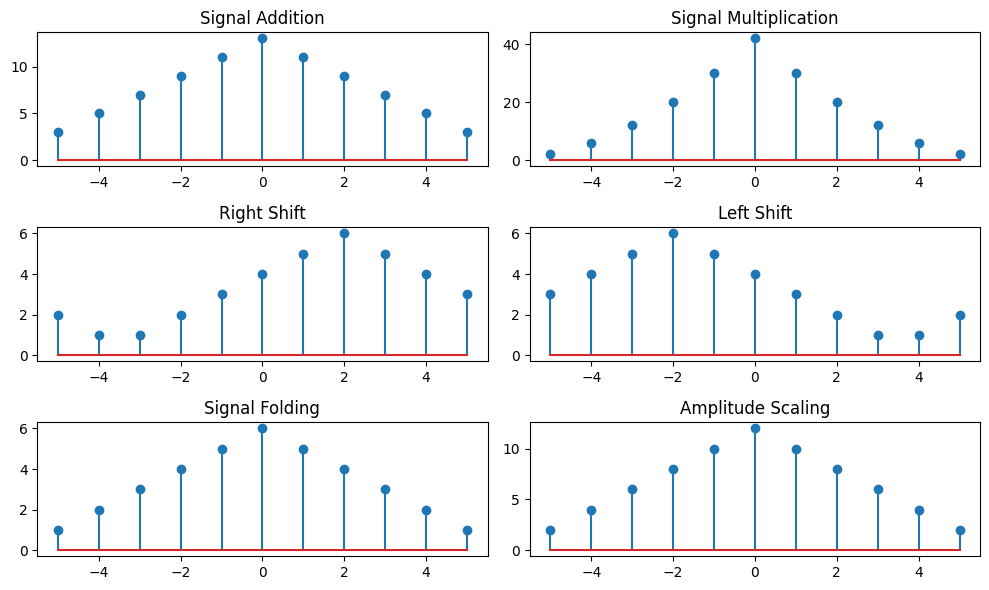 Signal Addition
10
5
0
−4 −2 0 2 4
Signal Multiplication
40
20
0
−4 −2 0 2 4
Right Shift
6
4
2
0
−4 −2 0 2 4
Left Shift
6
4
2
0
−4 −2 0 2 4
Signal Folding
6
4
2
0
−4 −2 0 2 4
Amplitude Scaling
10
5
0
−4 −2 0 2 4